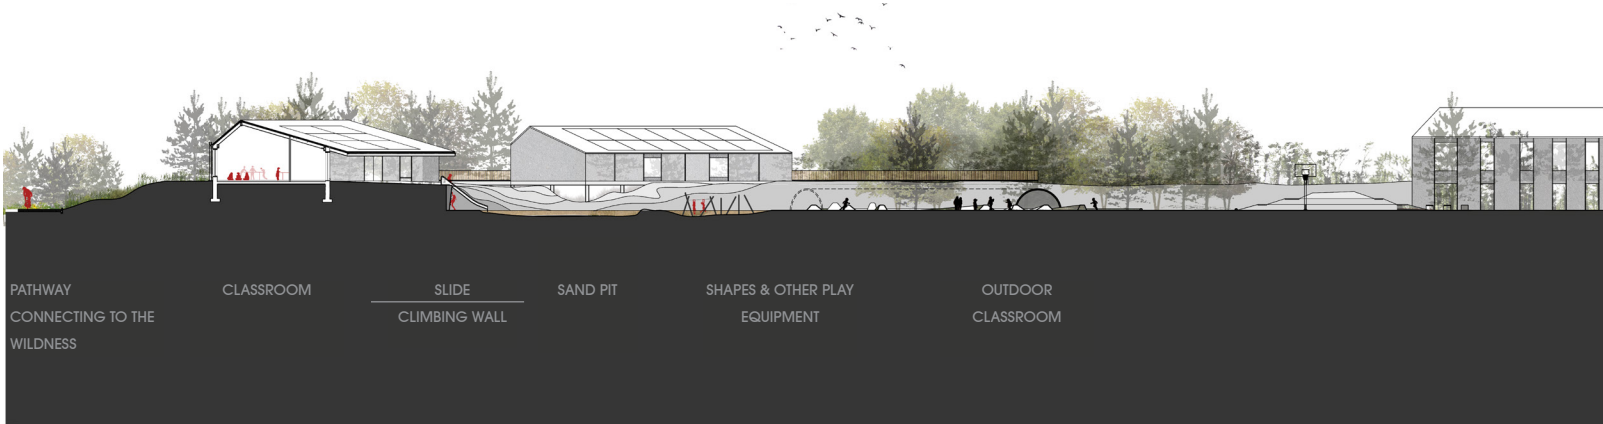 PATHWAY
CONNECTING TO THE
WILDNESS
CLASSROOM
SLIDE
CLIMBING WALL
SAND PIT
SHAPES & OTHER PLAY
EQUIPMENT
OUTDOOR
CLASSROOM